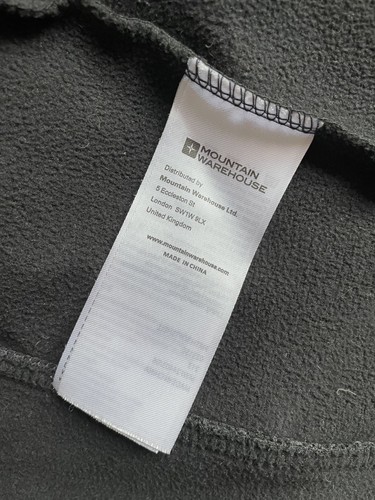 MOUNTAIN
WAREHOUSE
Distributed by
Mountain Warehouse Ltd.
5 Eccleston St
London SW1W 9LX
United Kingdom
www.mountainwarehouse.com
MADE IN CHINA